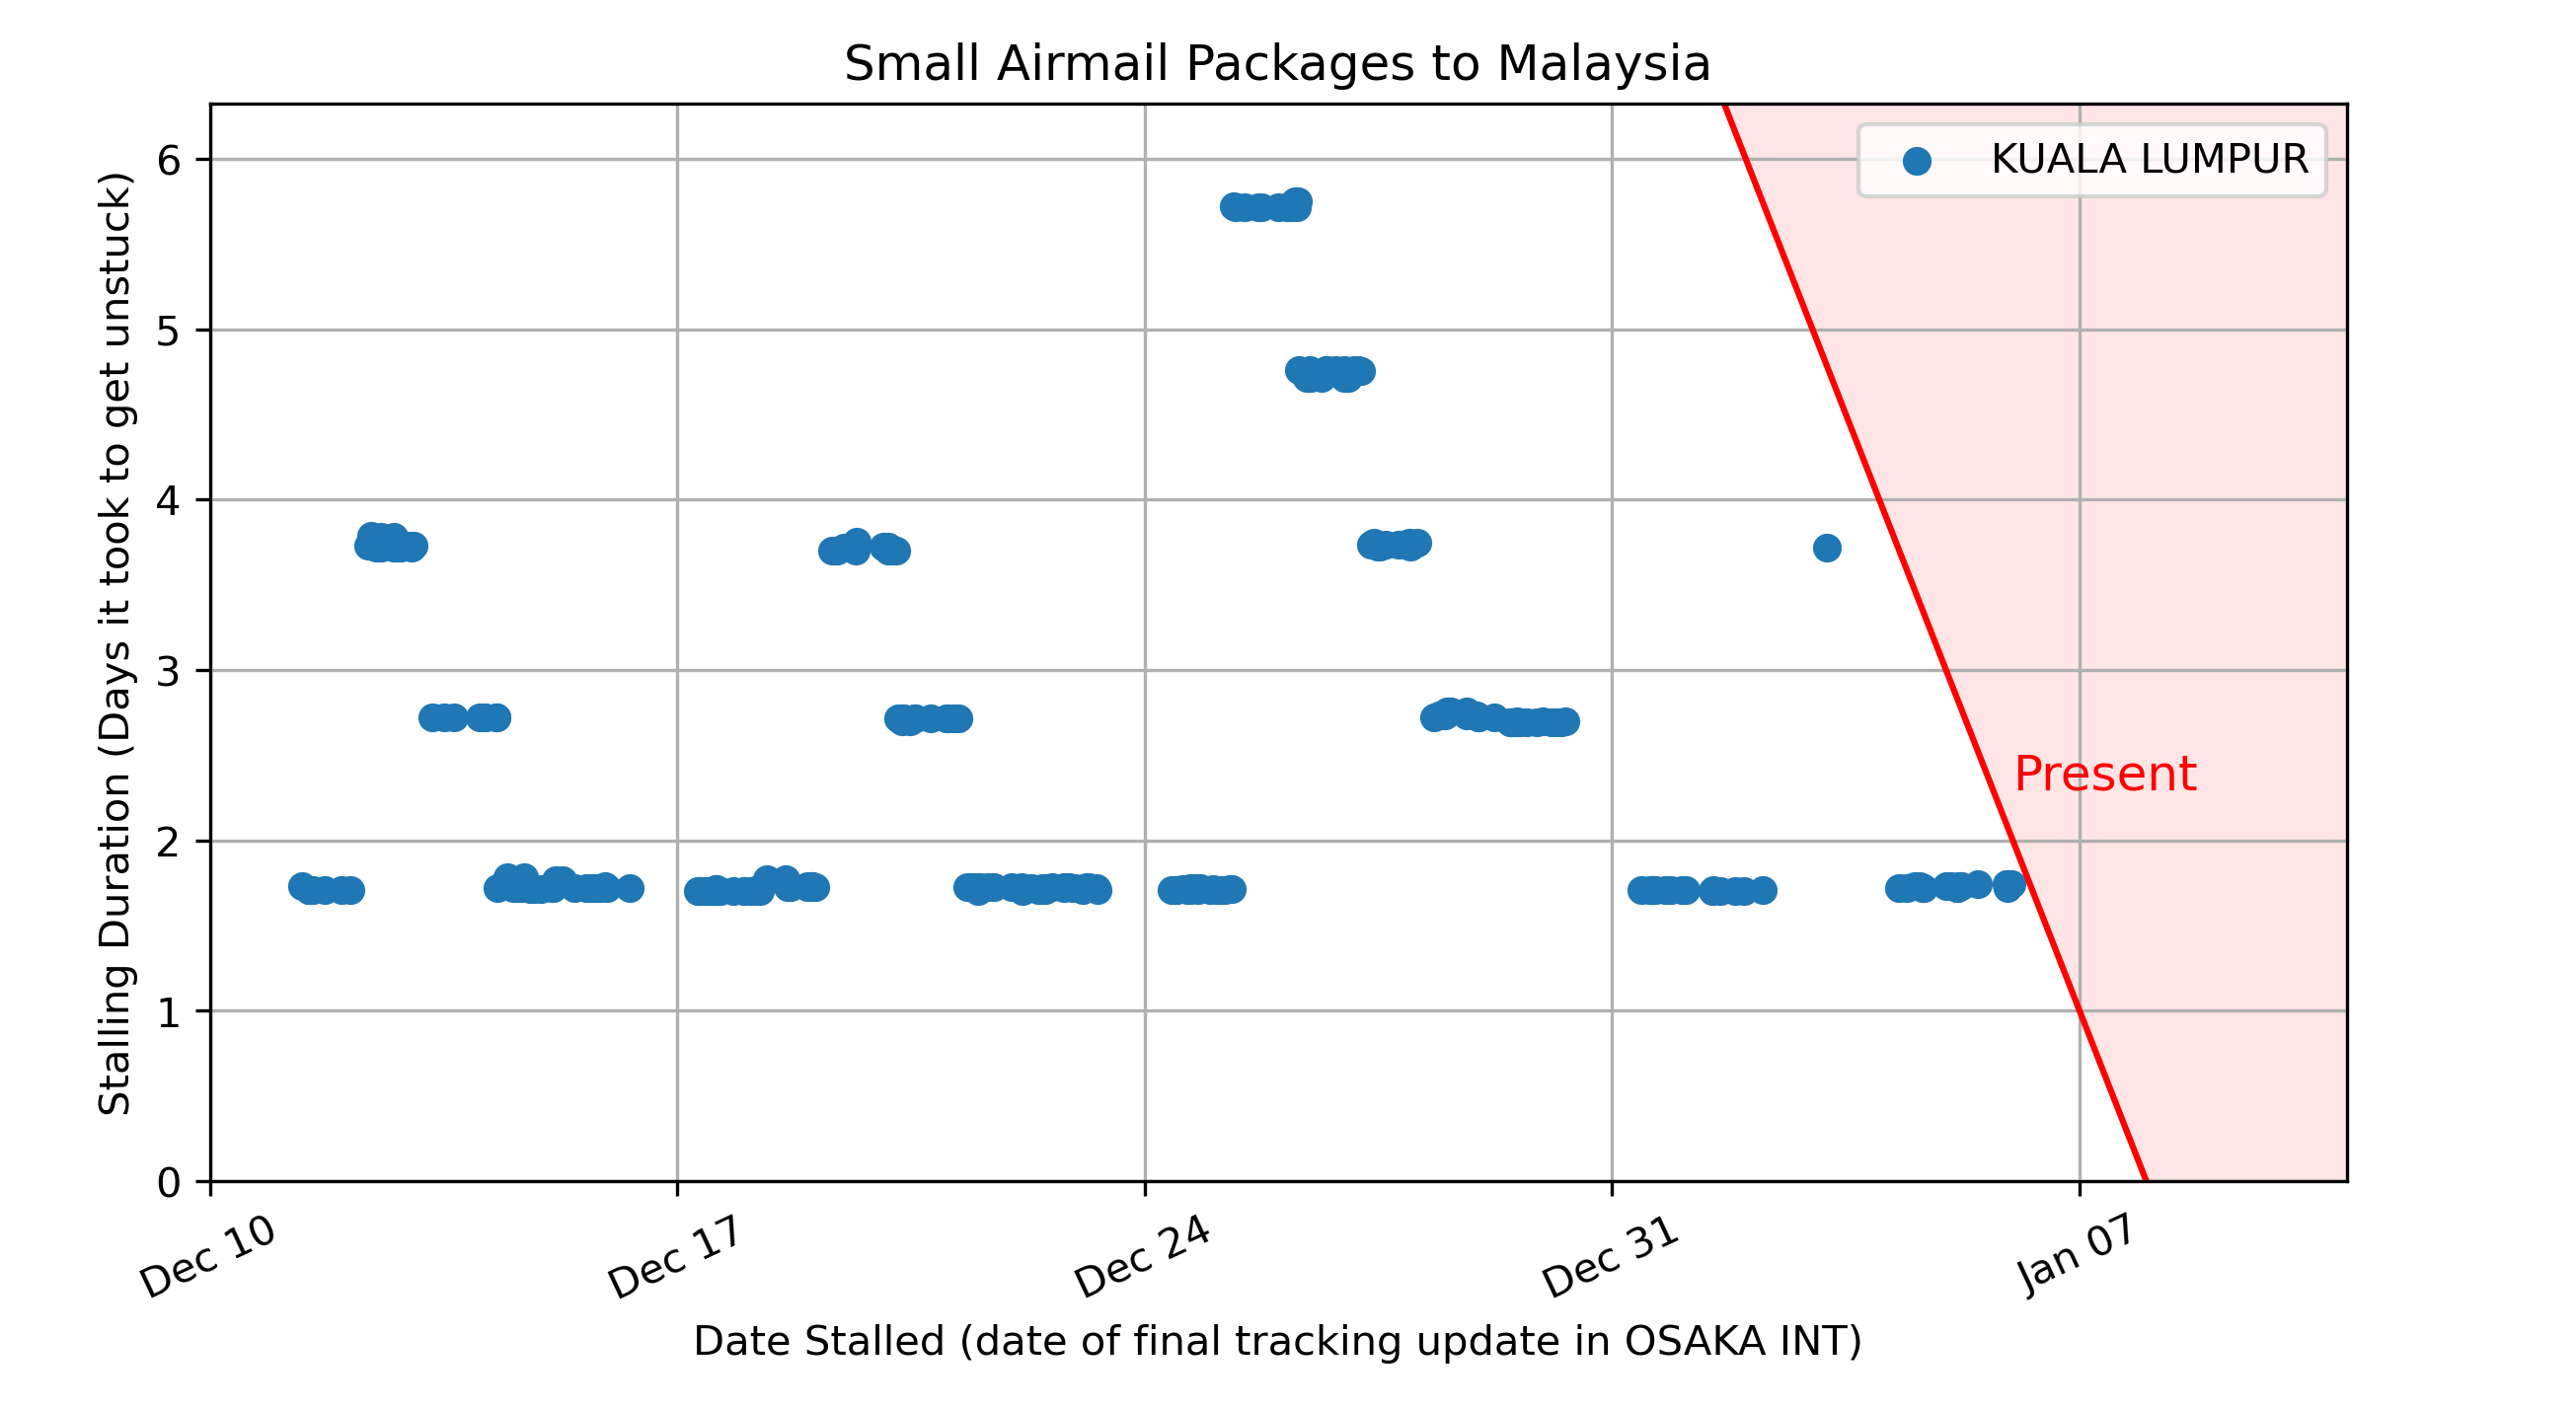 Small Airmail Packages to Malaysia
KUALA LUMPUR
6
5
4
3
2
1
0
Stalling Duration (Days it took to get unstuck)
Present
Dec 10
Dec 17
Dec 24
Dec 31
Jan 07
Date Stalled (date of final tracking update in OSAKA INT)